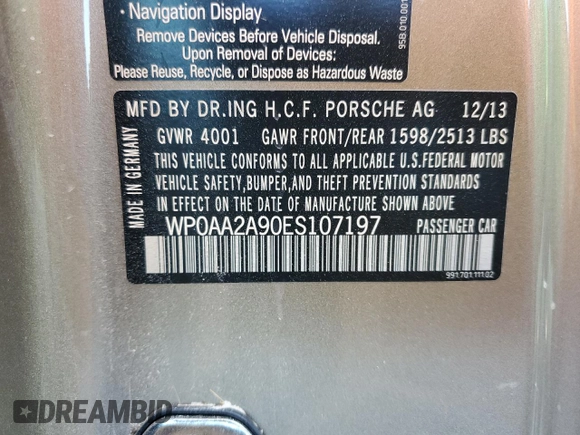 · Navigation Display
Remove Devices Before Vehicle Disposal.
Upon Removal of Devices:
Please Reuse, Recycle, or Dispose as Hazardous Waste
95B.010.001
MFD BY DR.ING H.C.F. PORSCHE AG 12/13
GVWR 4001 GAWR FRONT/REAR 1598/2513 LBS
THIS VEHICLE CONFORMS TO ALL APPLICABLE U.S.FEDERAL MOTOR
VEHICLE SAFETY,BUMPER,AND THEFT PREVENTION STANDARDS
IN EFFECT ON THE DATE OF MANUFACTURE SHOWN ABOVE.
WP0AA2A90ES107197 PASSENGER CAR
MADE IN GERMANY
991.701.111.02
DREAMBID